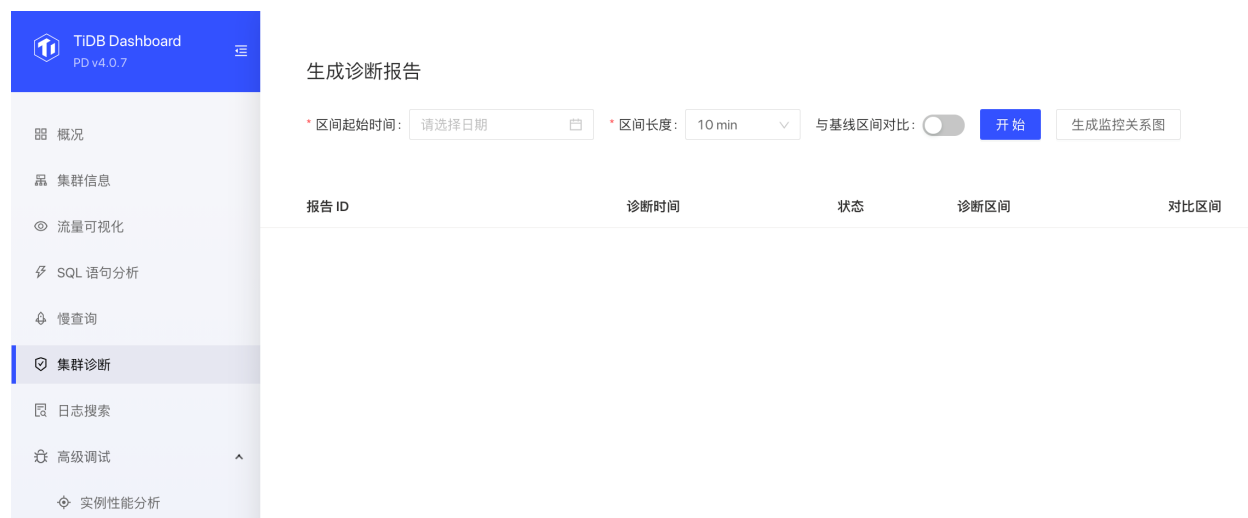 TiDB Dashboard
PD v4.0.7
概况
集群信息
流量可视化
SQL 语句分析
慢查询
集群诊断
日志搜索
高级调试
实例性能分析
生成诊断报告
* 区间起始时间: 请选择日期 * 区间长度: 10 min 与基线区间对比: 开 始 生成监控关系图
报告 ID 诊断时间 状态 诊断区间 对比区间